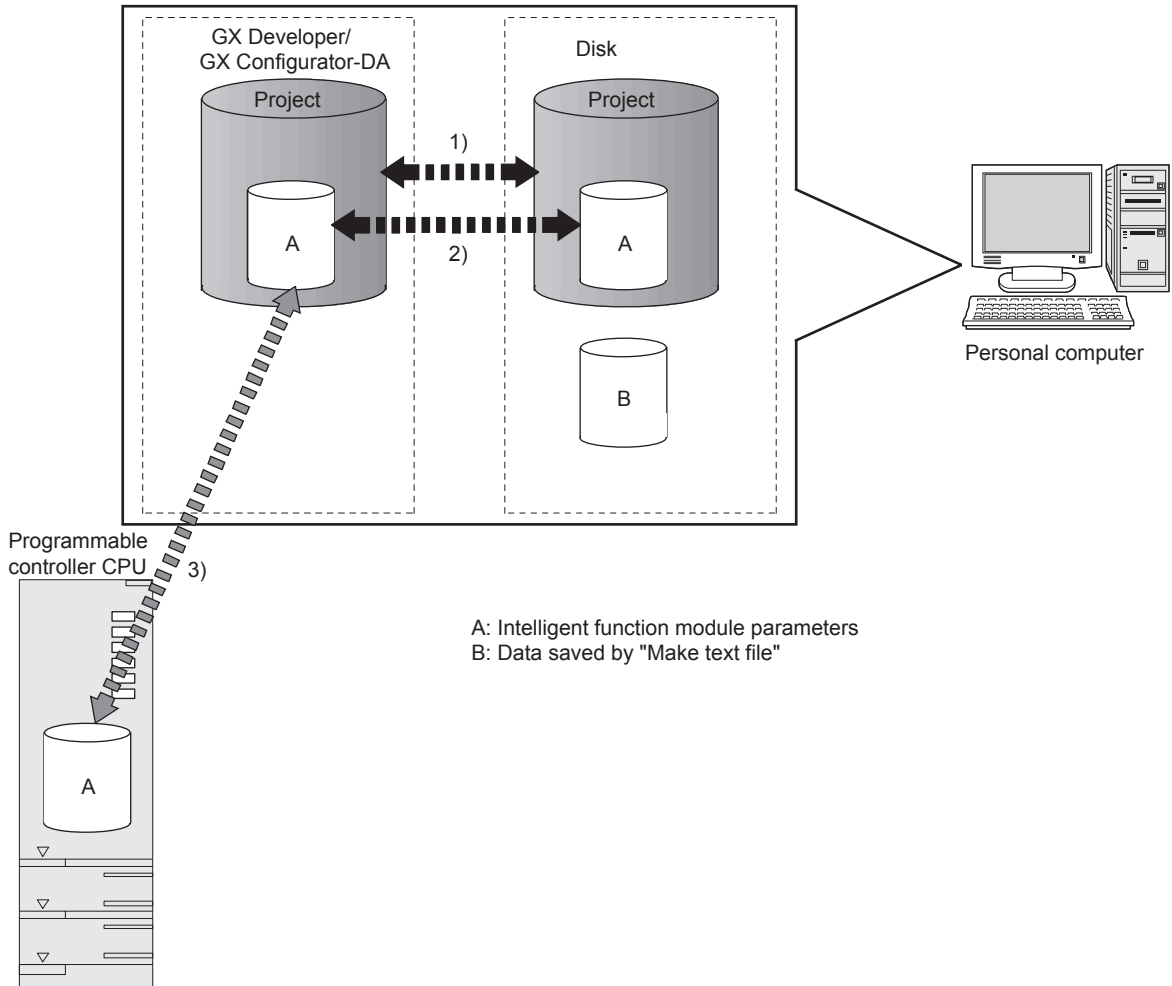 GX Developer/
GX Configurator-DA
Disk
Project
Project
1)
A
2)
A
B
Personal computer
Programmable
controller CPU
3)
A: Intelligent function module parameters
B: Data saved by "Make text file"
A